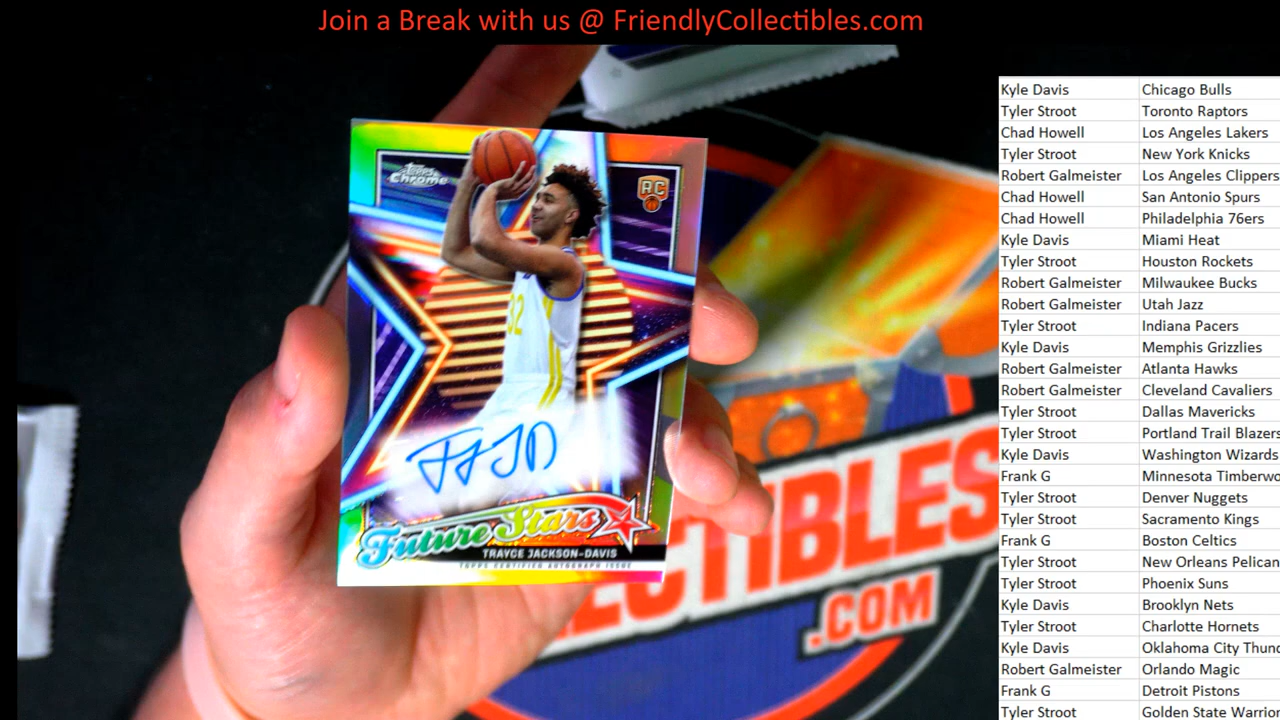 Join a Break with us @ FriendlyCollectibles.com
Topps Chrome
RC
32
Future Stars
TRAYCE JACKSON-DAVIS
TOPPS CERTIFIED AUTOGRAPH ISSUE
ECTIBLES
.COM
Kyle Davis Chicago Bulls
Tyler Stroot Toronto Raptors
Chad Howell Los Angeles Lakers
Tyler Stroot New York Knicks
Robert Galmeister Los Angeles Clippers
Chad Howell San Antonio Spurs
Chad Howell Philadelphia 76ers
Kyle Davis Miami Heat
Tyler Stroot Houston Rockets
Robert Galmeister Milwaukee Bucks
Robert Galmeister Utah Jazz
Tyler Stroot Indiana Pacers
Kyle Davis Memphis Grizzlies
Robert Galmeister Atlanta Hawks
Robert Galmeister Cleveland Cavaliers
Tyler Stroot Dallas Mavericks
Tyler Stroot Portland Trail Blazers
Kyle Davis Washington Wizards
Frank G Minnesota Timberwo
Tyler Stroot Denver Nuggets
Tyler Stroot Sacramento Kings
Frank G Boston Celtics
Tyler Stroot New Orleans Pelican
Tyler Stroot Phoenix Suns
Kyle Davis Brooklyn Nets
Tyler Stroot Charlotte Hornets
Kyle Davis Oklahoma City Thun
Robert Galmeister Orlando Magic
Frank G Detroit Pistons
Tyler Stroot Golden State Warrior